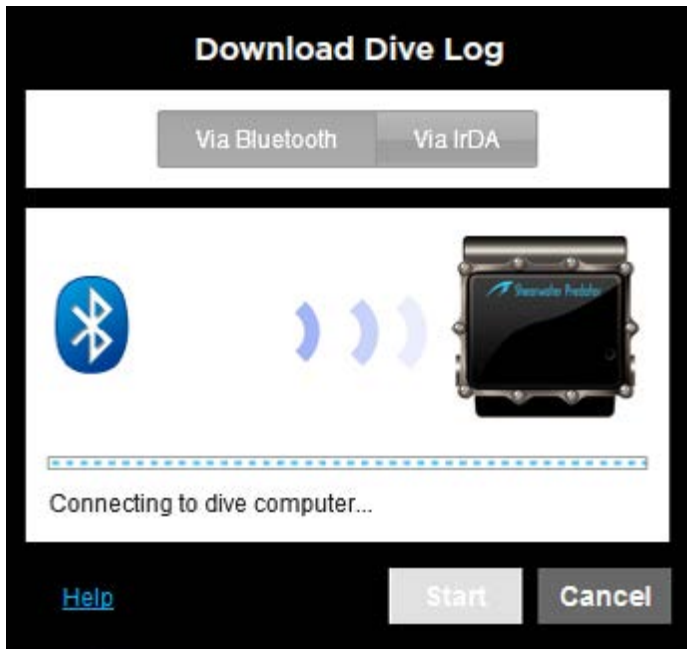 Download Dive Log
Via Bluetooth Via IrDA
Shearwater Predator
Connecting to dive computer...
Help Start Cancel